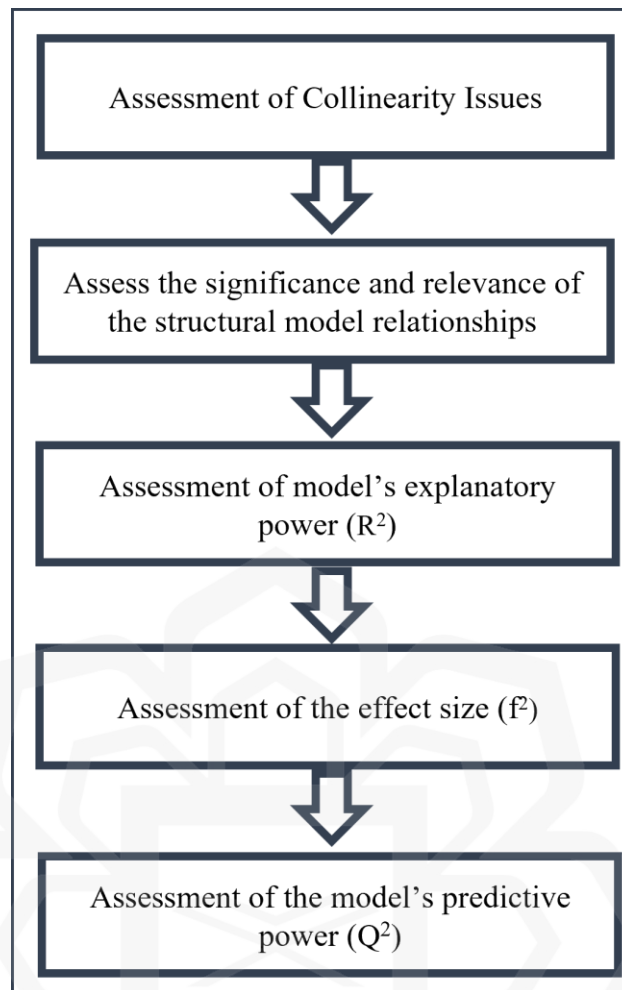 Assessment of Collinearity Issues
Assess the significance and relevance of
the structural model relationships
Assessment of model’s explanatory
power (R²)
Assessment of the effect size (f²)
Assessment of the model’s predictive
power (Q²)